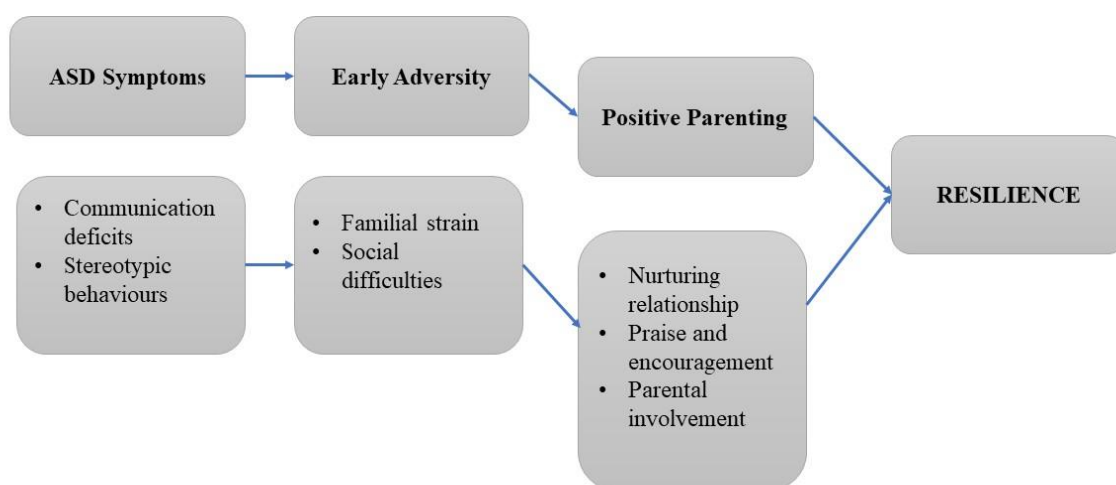 ASD Symptoms
Early Adversity
Positive Parenting
RESILIENCE
• Communication
deficits
• Stereotypic
behaviours
• Familial strain
• Social
difficulties
• Nurturing
relationship
• Praise and
encouragement
• Parental
involvement